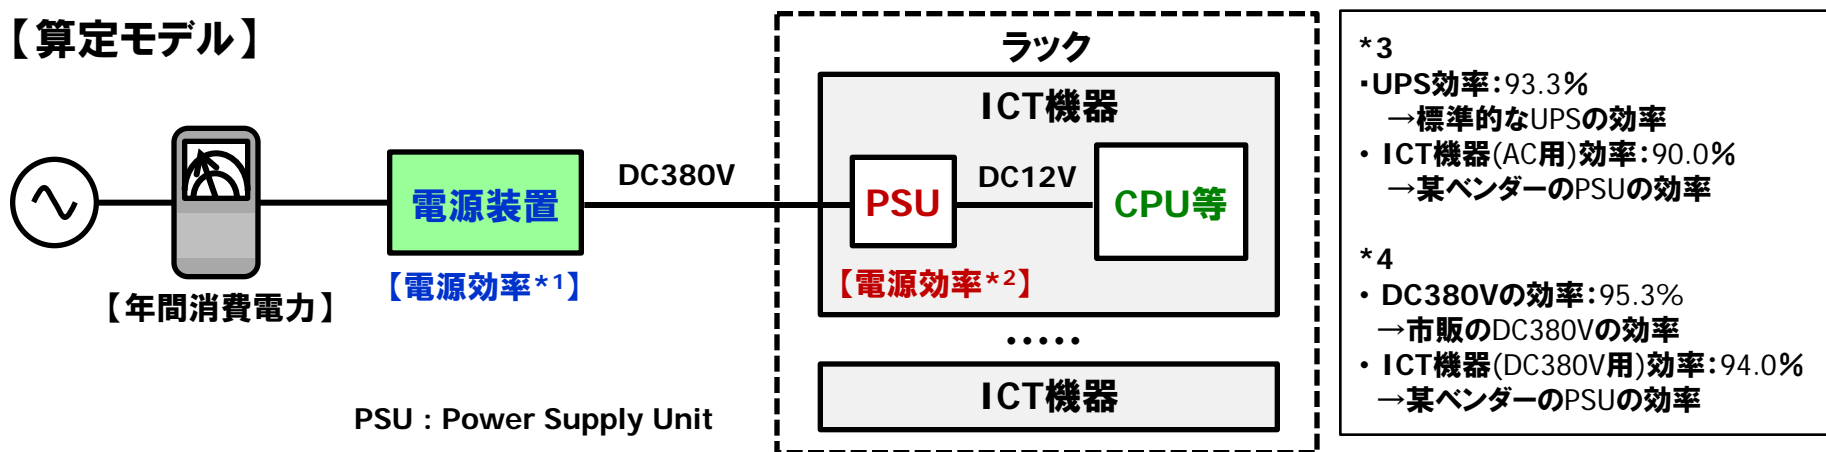 【算定モデル】
ラック
ICT機器
DC380V
電源装置
PSU
DC12V
CPU等
【年間消費電力】
【電源効率*1】
【電源効率*2】
・・・・・
ICT機器
PSU : Power Supply Unit
*3
・UPS効率：93.3%
→標準的なUPSの効率
・ICT機器(AC用)効率：90.0%
→某ベンダーのPSUの効率
*4
・DC380Vの効率：95.3%
→市販のDC380Vの効率
・ICT機器(DC380V用)効率：94.0%
→某ベンダーのPSUの効率